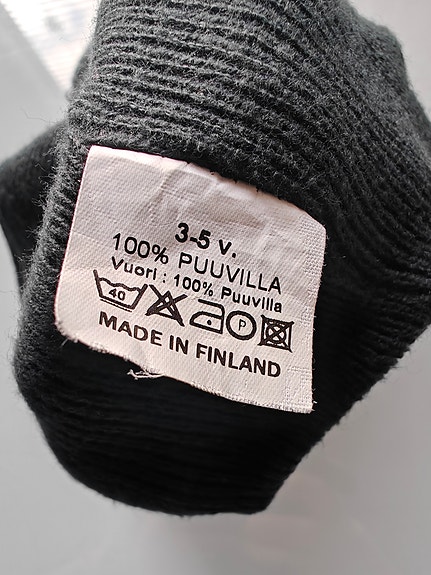 3-5 v.
100% PUUVILLA
Vuori : 100% Puuvilla
40 P
MADE IN FINLAND